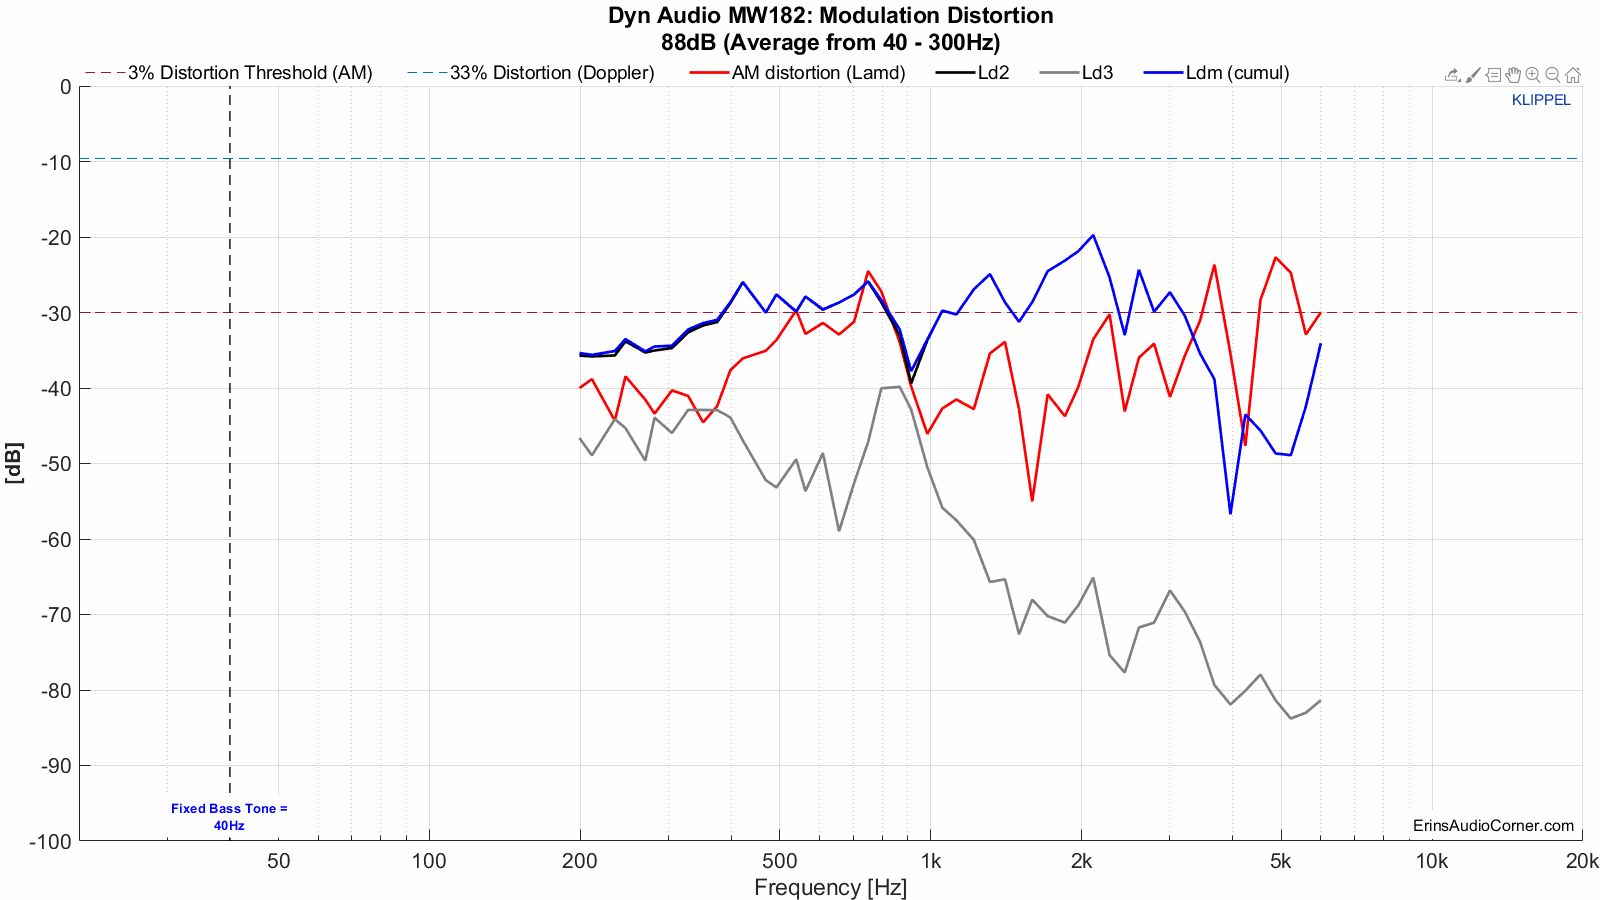 Dyn Audio MW182: Modulation Distortion
88dB (Average from 40 - 300Hz)
3% Distortion Threshold (AM) 33% Distortion (Doppler) AM distortion (Lamd) Ld2 Ld3 Ldm (cumul)
KLIPPEL
0
-10
-20
-30
-40
-50
-60
-70
-80
-90
-100
[dB]
Fixed Bass Tone =
40Hz
ErinsAudioCorner.com
50 100 200 500 1k 2k 5k 10k 20k
Frequency [Hz]